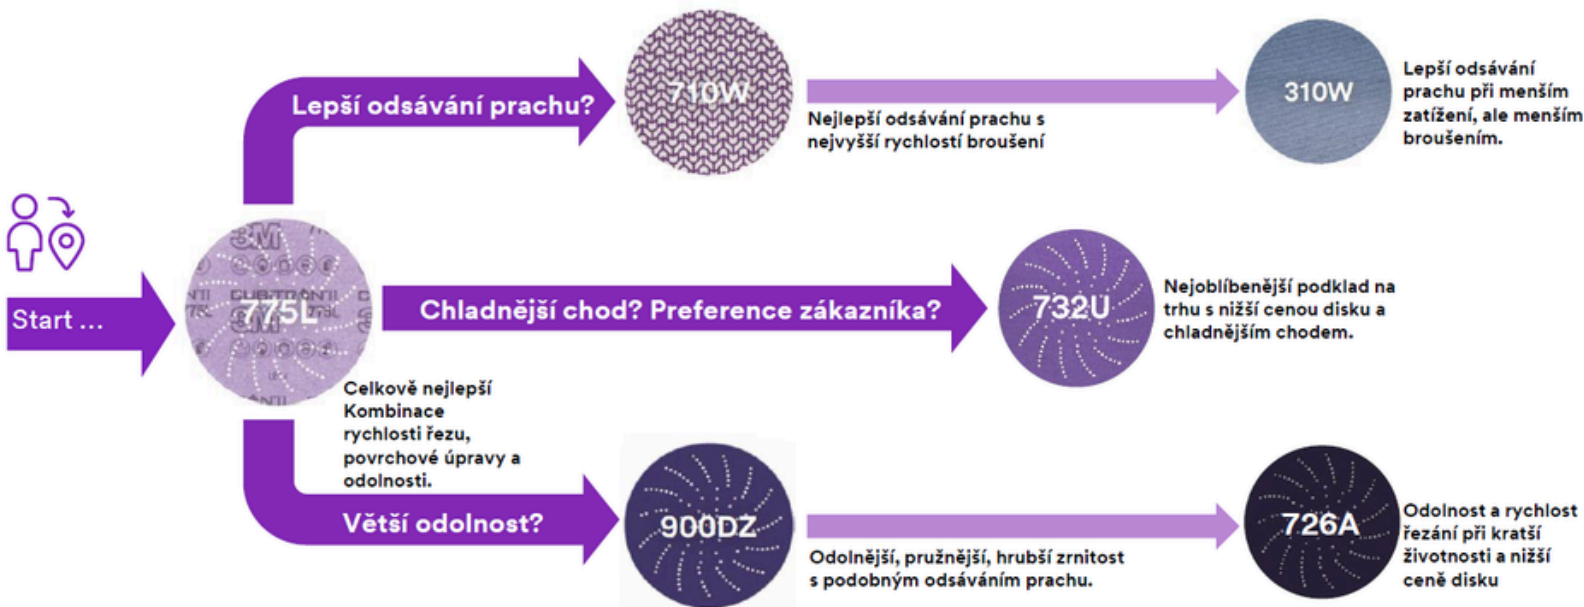 Lepší odsávání prachu?
710W
Nejlepší odsávání prachu s
nejvyšší rychlostí broušení
310W
Lepší odsávání
prachu při menším
zatížení, ale menším
broušením.
Start ...
3M
775L
3M
Celkově nejlepší
Kombinace
rychlosti řezu,
povrchové úpravy a
odolnosti.
Chladnější chod? Preference zákazníka?
732U
Nejoblíbenější podklad na
trhu s nižší cenou disku a
chladnějším chodem.
Větší odolnost?
900DZ
Odolnější, pružnější, hrubší zrnitost
s podobným odsáváním prachu.
726A
Odolnost a rychlost
řezání při kratší
životnosti a nižší
ceně disku